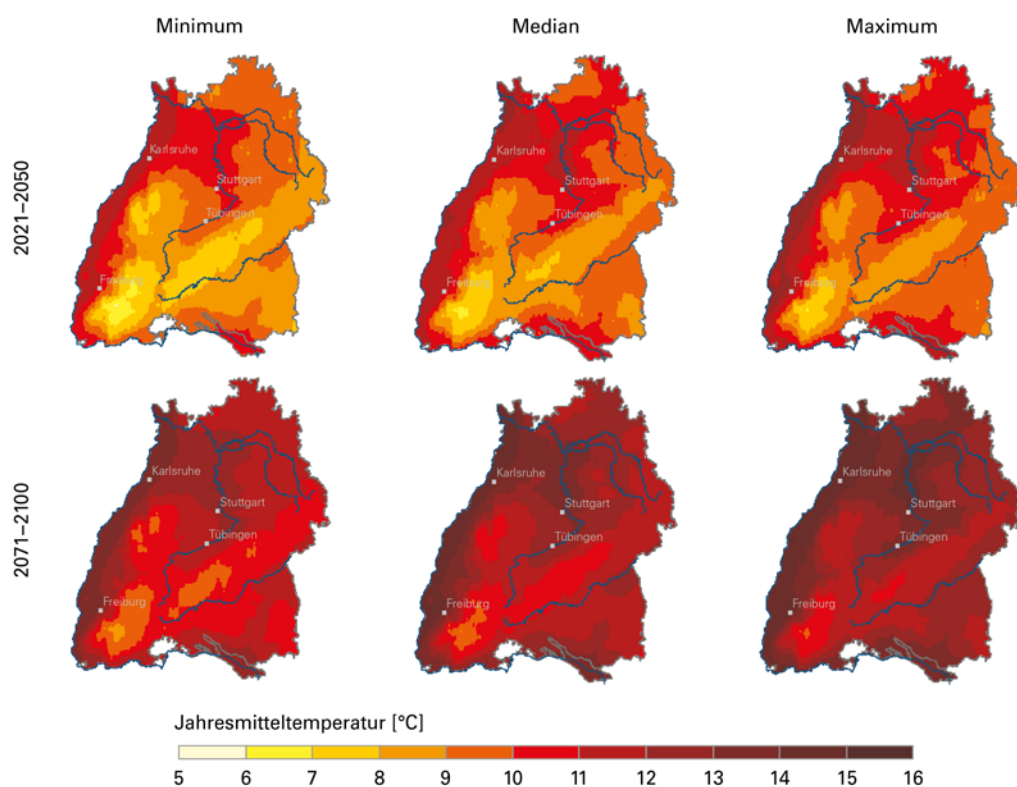 Minimum Median Maximum
2021–2050
Karlsruhe
Stuttgart
Tübingen
Freiburg
Karlsruhe
Stuttgart
Tübingen
Freiburg
Karlsruhe
Stuttgart
Tübingen
Freiburg
2071–2100
Karlsruhe
Stuttgart
Tübingen
Freiburg
Karlsruhe
Stuttgart
Tübingen
Freiburg
Karlsruhe
Stuttgart
Tübingen
Freiburg
Jahresmitteltemperatur [°C]
5 6 7 8 9 10 11 12 13 14 15 16